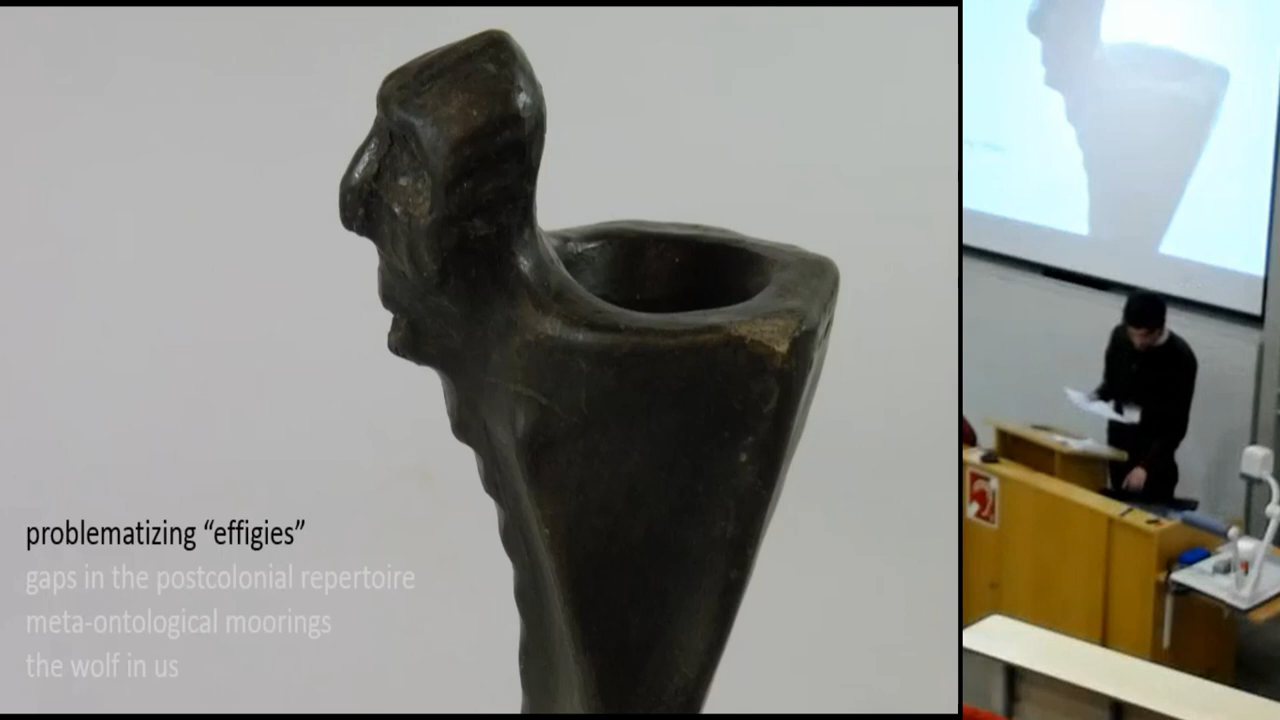 problematizing “effigies”
gaps in the postcolonial repertoire
meta-ontological moorings
the wolf in us